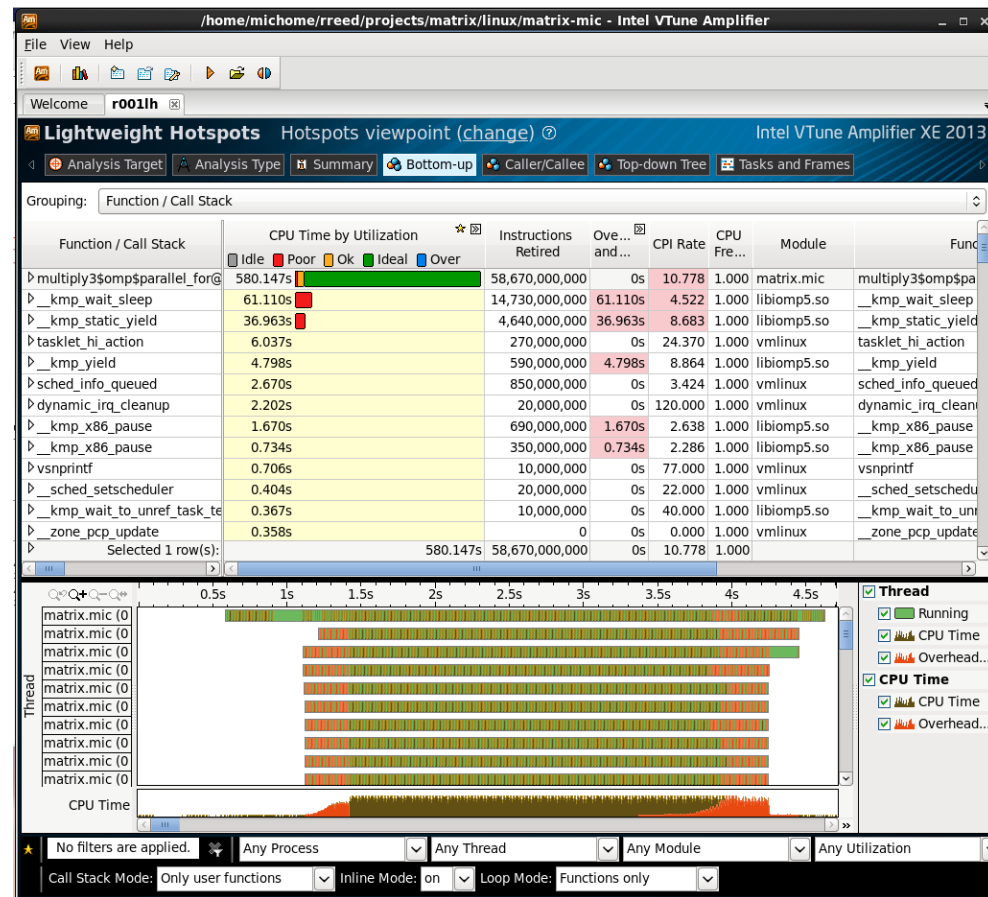 /home/michome/rreed/projects/matrix/linux/matrix-mic - Intel VTune Amplifier
File View Help
Welcome r001lh
Lightweight Hotspots Hotspots viewpoint (change) Intel VTune Amplifier XE 2013
Analysis Target Analysis Type Summary Bottom-up Caller/Callee Top-down Tree Tasks and Frames
Grouping: Function / Call Stack
Function / Call Stack CPU Time by Utilization Instructions Retired Ove... and... CPI Rate CPU Fre... Module Func
Idle Poor Ok Ideal Over
multiply3$omp$parallel_for@ 580.147s 58,670,000,000 0s 10.778 1.000 matrix.mic multiply3$omp$pa
__kmp_wait_sleep 61.110s 14,730,000,000 61.110s 4.522 1.000 libiomp5.so __kmp_wait_sleep
__kmp_static_yield 36.963s 4,640,000,000 36.963s 8.683 1.000 libiomp5.so __kmp_static_yield
tasklet_hi_action 6.037s 270,000,000 0s 24.370 1.000 vmlinux tasklet_hi_action
__kmp_yield 4.798s 590,000,000 4.798s 8.864 1.000 libiomp5.so __kmp_yield
sched_info_queued 2.670s 850,000,000 0s 3.424 1.000 vmlinux sched_info_queued
dynamic_irq_cleanup 2.202s 20,000,000 0s 120.000 1.000 vmlinux dynamic_irq_clean
__kmp_x86_pause 1.670s 690,000,000 1.670s 2.638 1.000 libiomp5.so __kmp_x86_pause
__kmp_x86_pause 0.734s 350,000,000 0.734s 2.286 1.000 libiomp5.so __kmp_x86_pause
vsnprintf 0.706s 10,000,000 0s 77.000 1.000 vmlinux vsnprintf
__sched_setscheduler 0.404s 20,000,000 0s 22.000 1.000 vmlinux __sched_setschedu
__kmp_wait_to_unref_task_te 0.367s 10,000,000 0s 40.000 1.000 libiomp5.so __kmp_wait_to_unr
__zone_pcp_update 0.358s 0 0s 0.000 1.000 vmlinux __zone_pcp_update
Selected 1 row(s): 580.147s 58,670,000,000 0s 10.778 1.000
0.5s 1s 1.5s 2s 2.5s 3s 3.5s 4s 4.5s
Thread
matrix.mic (0
matrix.mic (0
matrix.mic (0
matrix.mic (0
matrix.mic (0
matrix.mic (0
matrix.mic (0
matrix.mic (0
matrix.mic (0
matrix.mic (0
CPU Time
Thread
Running
CPU Time
Overhead...
CPU Time
CPU Time
Overhead...
No filters are applied. Any Process Any Thread Any Module Any Utilization
Call Stack Mode: Only user functions Inline Mode: on Loop Mode: Functions only